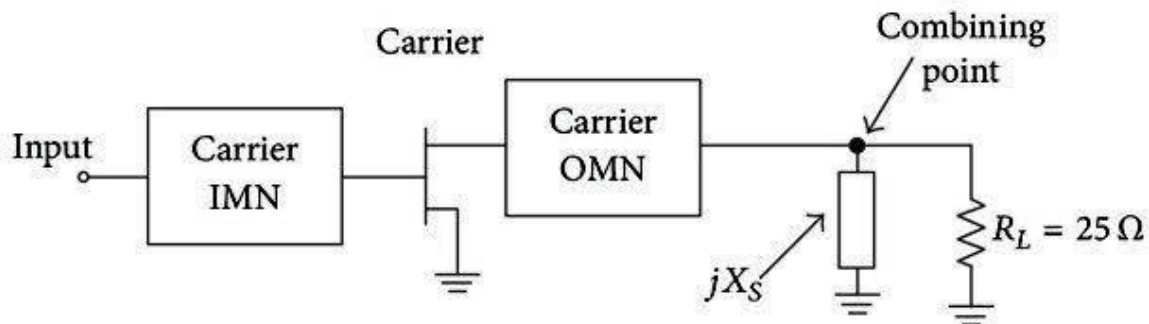 Combining
point
Carrier
Input
Carrier
IMN
Carrier
OMN
jX_S
R_L = 25 Ω